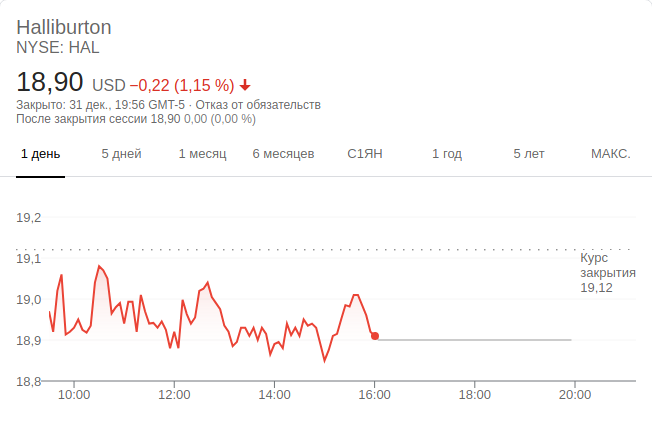 Halliburton
NYSE: HAL
18,90 USD −0,22 (1,15 %)
Закрыто: 31 дек., 19:56 GMT-5 · Отказ от обязательств
После закрытия сессии 18,90 0,00 (0,00 %)
1 день 5 дней 1 месяц 6 месяцев С1ЯН 1 год 5 лет МАКС.
19,2
19,1
Курс
закрытия
19,12
19,0
18,9
18,8
10:00 12:00 14:00 16:00 18:00 20:00